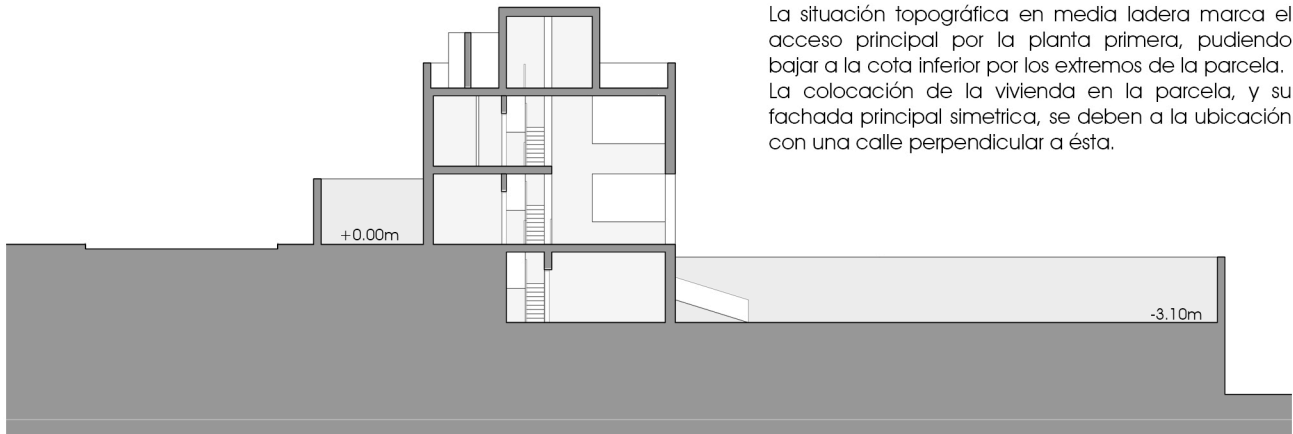 La situación topográfica en media ladera marca el
acceso principal por la planta primera, pudiendo
bajar a la cota inferior por los extremos de la parcela.
La colocación de la vivienda en la parcela, y su
fachada principal simetrica, se deben a la ubicación
con una calle perpendicular a ésta.
+0.00m
-3.10m